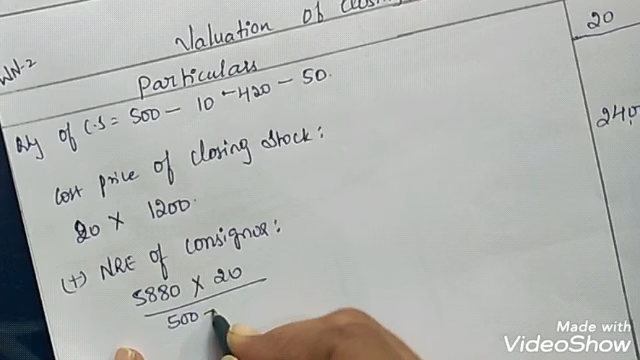 WN-2
Valuation of Closing
20
Particulars
Qty of C.S = 500 - 10 - 420 - 50.
240
Cost price of closing stock:
20 × 1200.
(+) NRE of consignor:
5880 × 20
500 -
Made with
VideoShow